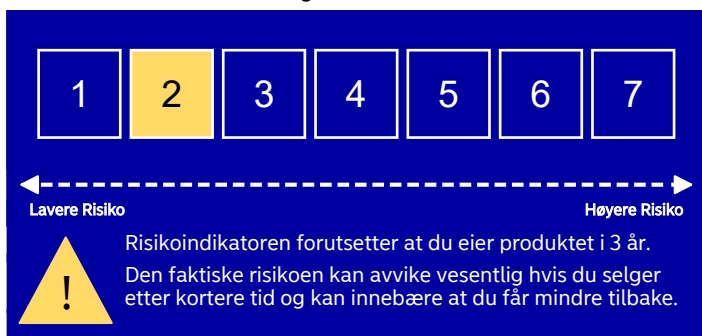 1 2 3 4 5 6 7
Lavere Risiko Høyere Risiko
Risikoindikatoren forutsetter at du eier produktet i 3 år.
!
Den faktiske risikoen kan avvike vesentlig hvis du selger
etter kortere tid og kan innebære at du får mindre tilbake.